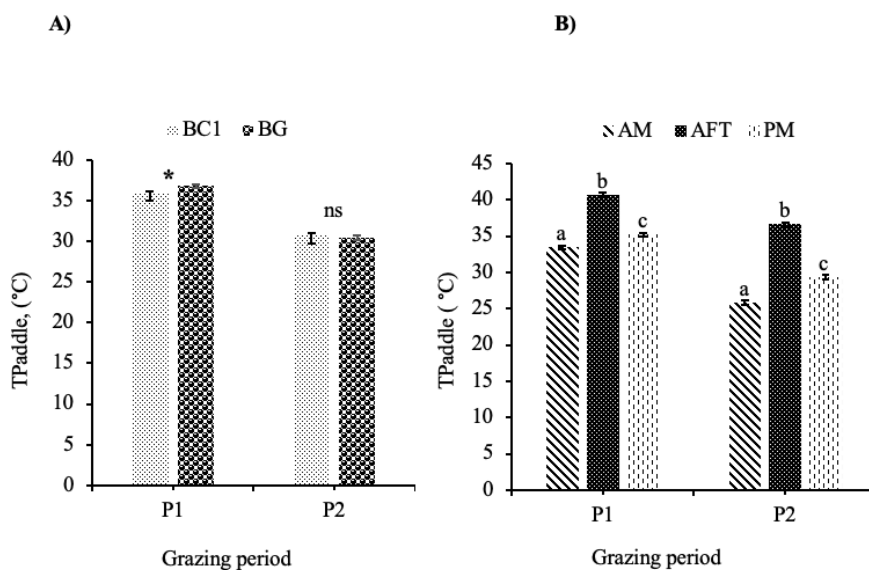 A)
BC1 BG
40
35
30
25
20
15
10
5
0
TPaddle, (°C)
*
ns
P1 P2
Grazing period
B)
AM AFT PM
45
40
35
30
25
20
15
10
5
0
TPaddle ( °C)
a b c a b c
P1 P2
Grazing period